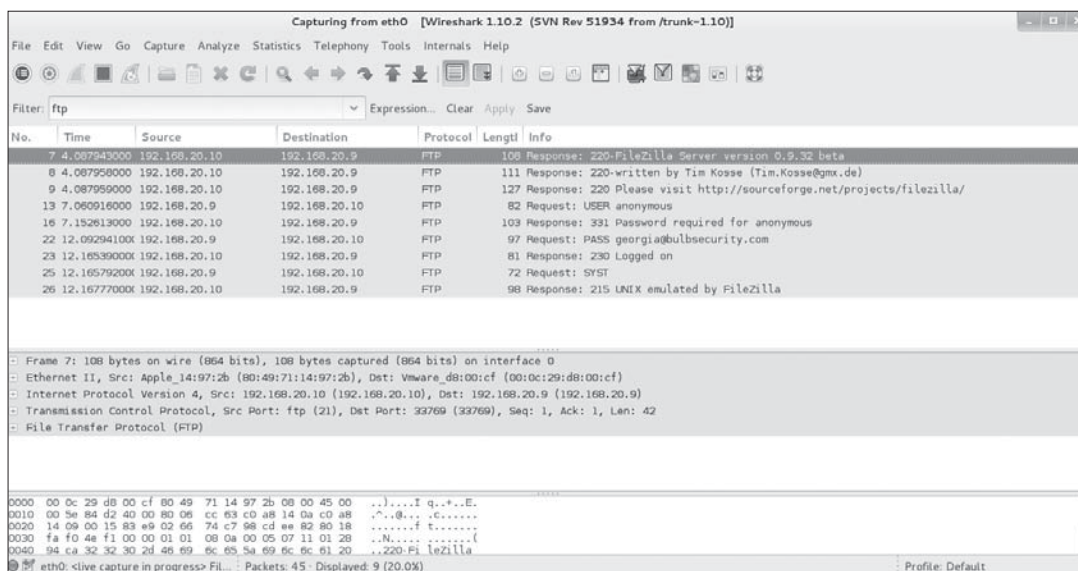 Capturing from eth0 [Wireshark 1.10.2 (SVN Rev 51934 from /trunk-1.10)]
File Edit View Go Capture Analyze Statistics Telephony Tools Internals Help
Filter: ftp Expression... Clear Apply Save
No. Time Source Destination Protocol Lengtl Info
7 4.087943000 192.168.20.10 192.168.20.9 FTP 108 Response: 220-FileZilla Server version 0.9.32 beta
8 4.087958000 192.168.20.10 192.168.20.9 FTP 111 Response: 220-written by Tim Kosse (Tim.Kosse@gmx.de)
9 4.087959000 192.168.20.10 192.168.20.9 FTP 127 Response: 220 Please visit http://sourceforge.net/projects/filezilla/
13 7.060916000 192.168.20.9 192.168.20.10 FTP 82 Request: USER anonymous
16 7.152613000 192.168.20.10 192.168.20.9 FTP 103 Response: 331 Password required for anonymous
22 12.09294100( 192.168.20.9 192.168.20.10 FTP 97 Request: PASS georgia@bulbsecurity.com
23 12.16539000( 192.168.20.10 192.168.20.9 FTP 81 Response: 230 Logged on
25 12.16579200( 192.168.20.9 192.168.20.10 FTP 72 Request: SYST
26 12.16777000( 192.168.20.10 192.168.20.9 FTP 98 Response: 215 UNIX emulated by FileZilla
Frame 7: 108 bytes on wire (864 bits), 108 bytes captured (864 bits) on interface 0
Ethernet II, Src: Apple_14:97:2b (80:49:71:14:97:2b), Dst: Vmware_d8:00:cf (00:0c:29:d8:00:cf)
Internet Protocol Version 4, Src: 192.168.20.10 (192.168.20.10), Dst: 192.168.20.9 (192.168.20.9)
Transmission Control Protocol, Src Port: ftp (21), Dst Port: 33769 (33769), Seq: 1, Ack: 1, Len: 42
File Transfer Protocol (FTP)
0000 00 0c 29 d8 00 cf 80 49 71 14 97 2b 08 00 45 00 ..)....I q..+..E.
0010 00 5e 84 d2 40 00 80 06 cc 63 c0 a8 14 0a c0 a8 .^..@... .c......
0020 14 09 00 15 83 e9 02 66 74 c7 98 cd ee 82 80 18 .......f t.......
0030 fa f0 4e f1 00 00 01 01 08 0a 00 05 07 11 01 28 ..N..... .......(
0040 94 ca 32 32 30 2d 46 69 6c 65 5a 69 6c 6c 61 20 ..220-Fi leZilla
eth0: <live capture in progress> Fil... Packets: 45 · Displayed: 9 (20.0%) Profile: Default